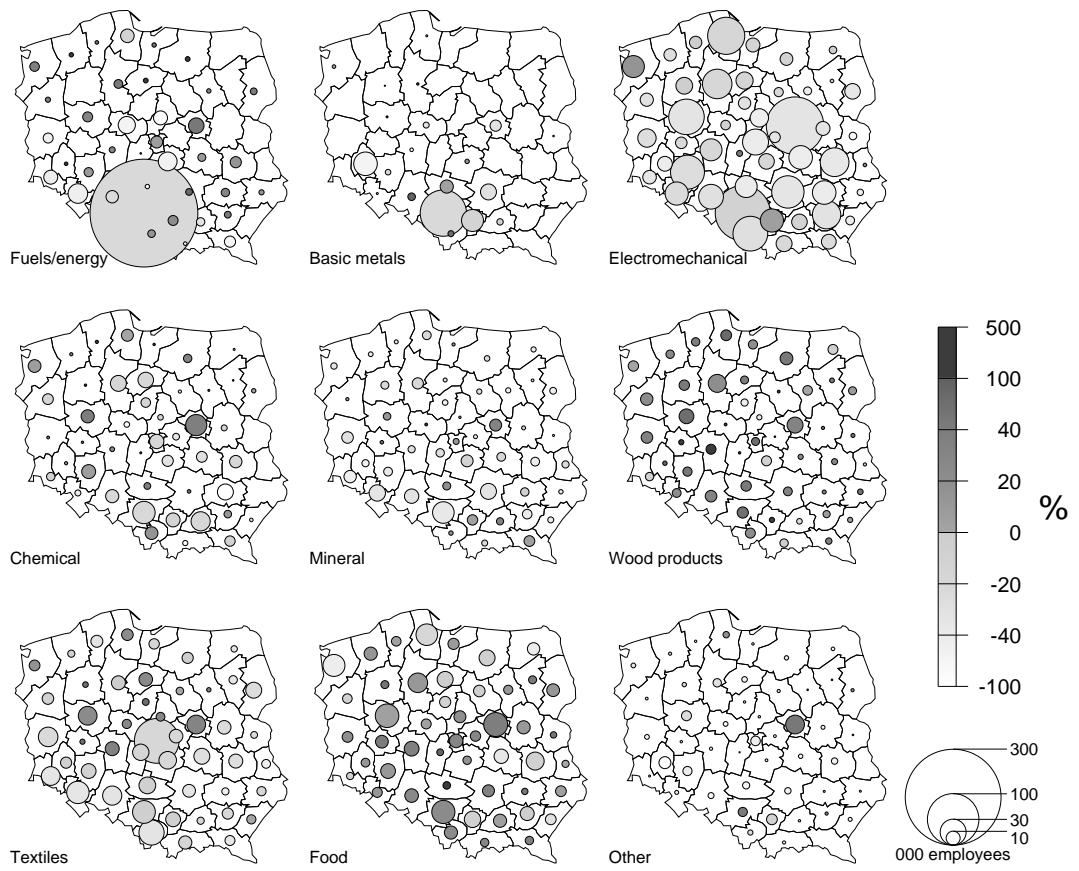 Fuels/energy
Basic metals
Electromechanical
Chemical
Mineral
Wood products
Textiles
Food
Other
500
100
40
20
0
-20
-40
-100
%
300
100
30
10
000 employees